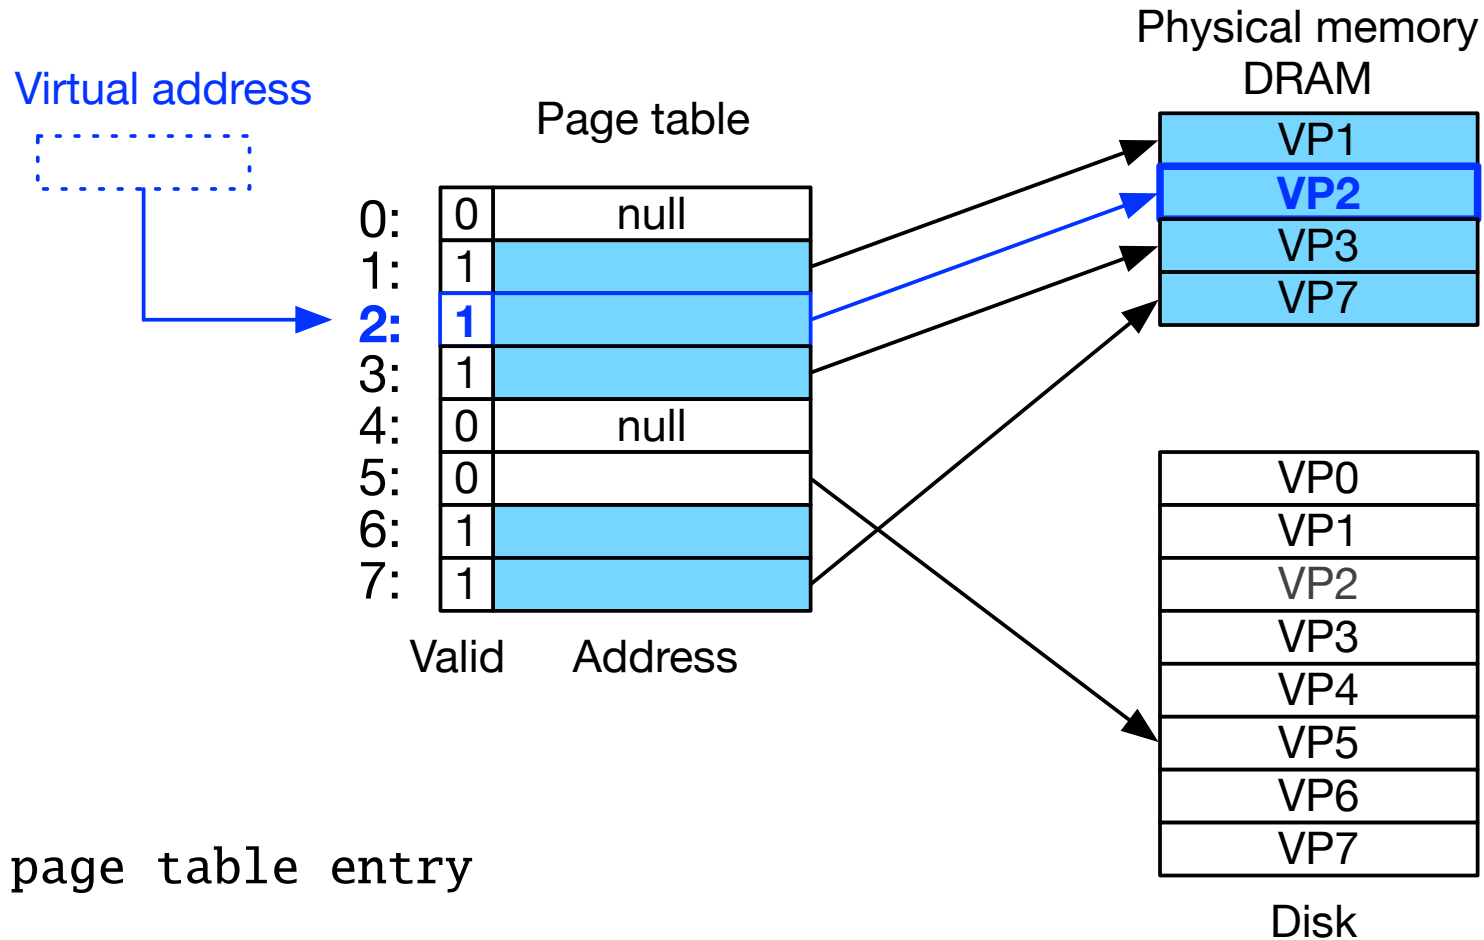 Physical memory
DRAM
Virtual address
Page table
VP1
VP2
VP3
VP7
0: 0 null
1: 1
2: 1
3: 1
4: 0 null
5: 0
6: 1
7: 1
Valid Address
VP0
VP1
VP2
VP3
VP4
VP5
VP6
VP7
Disk
page table entry